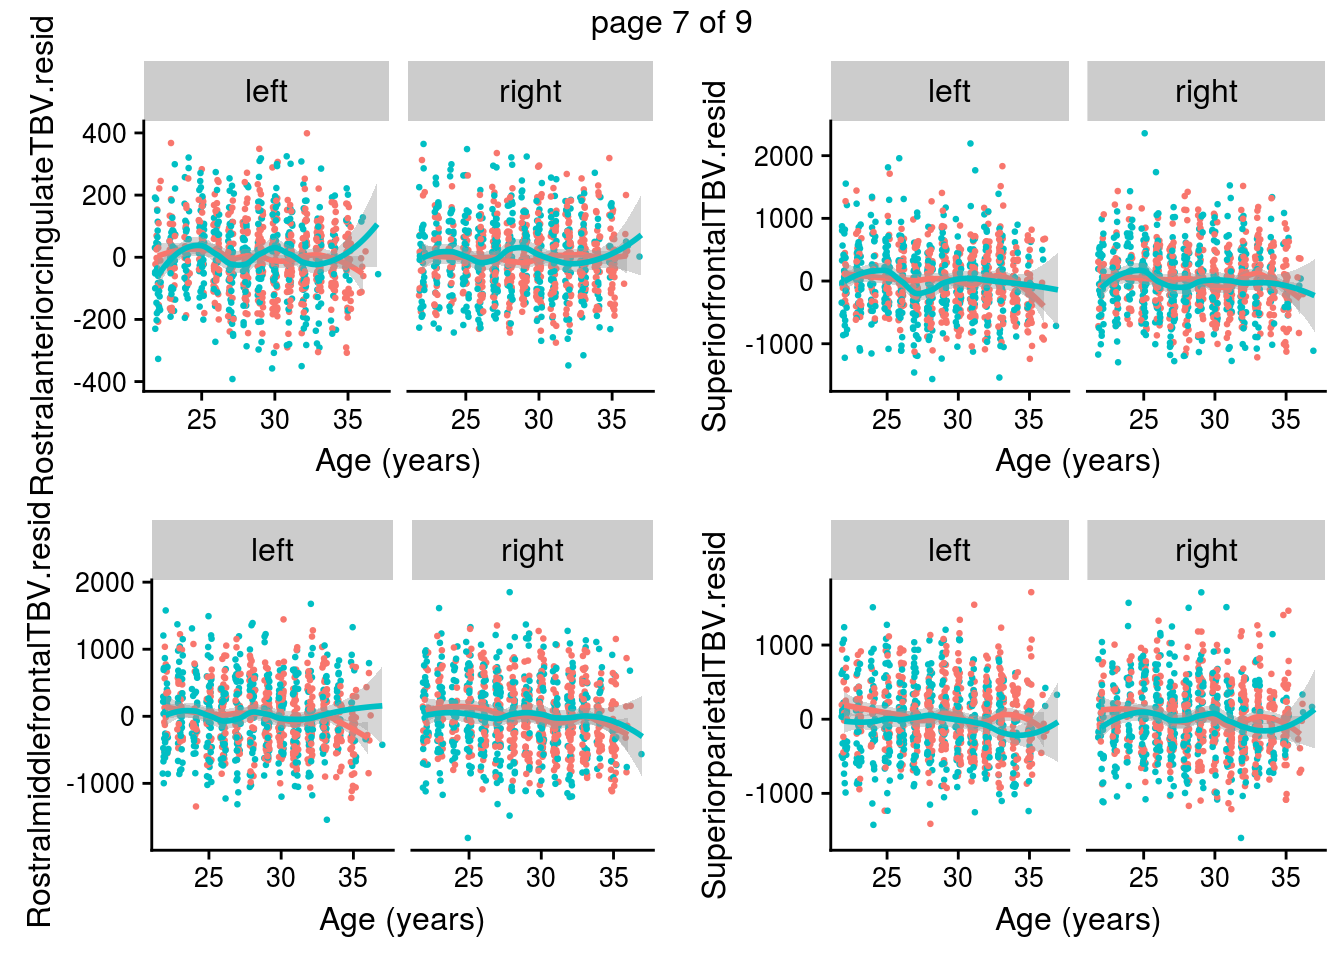 page 7 of 9
RostralanteriorcingulateTBV.resid
left
right
400
200
0
-200
-400
25 30 35
25 30 35
Age (years)
SuperiorfrontalTBV.resid
left
right
2000
1000
0
-1000
25 30 35
25 30 35
Age (years)
RostralmiddlefrontalTBV.resid
left
right
2000
1000
0
-1000
25 30 35
25 30 35
Age (years)
SuperiorparietalTBV.resid
left
right
1000
0
-1000
25 30 35
25 30 35
Age (years)